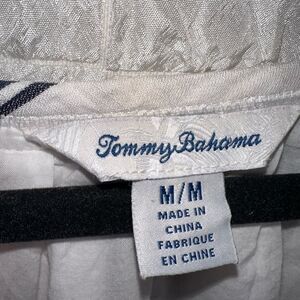 Tommy Bahama
M/M
MADE IN
CHINA
FABRIQUE
EN CHINE